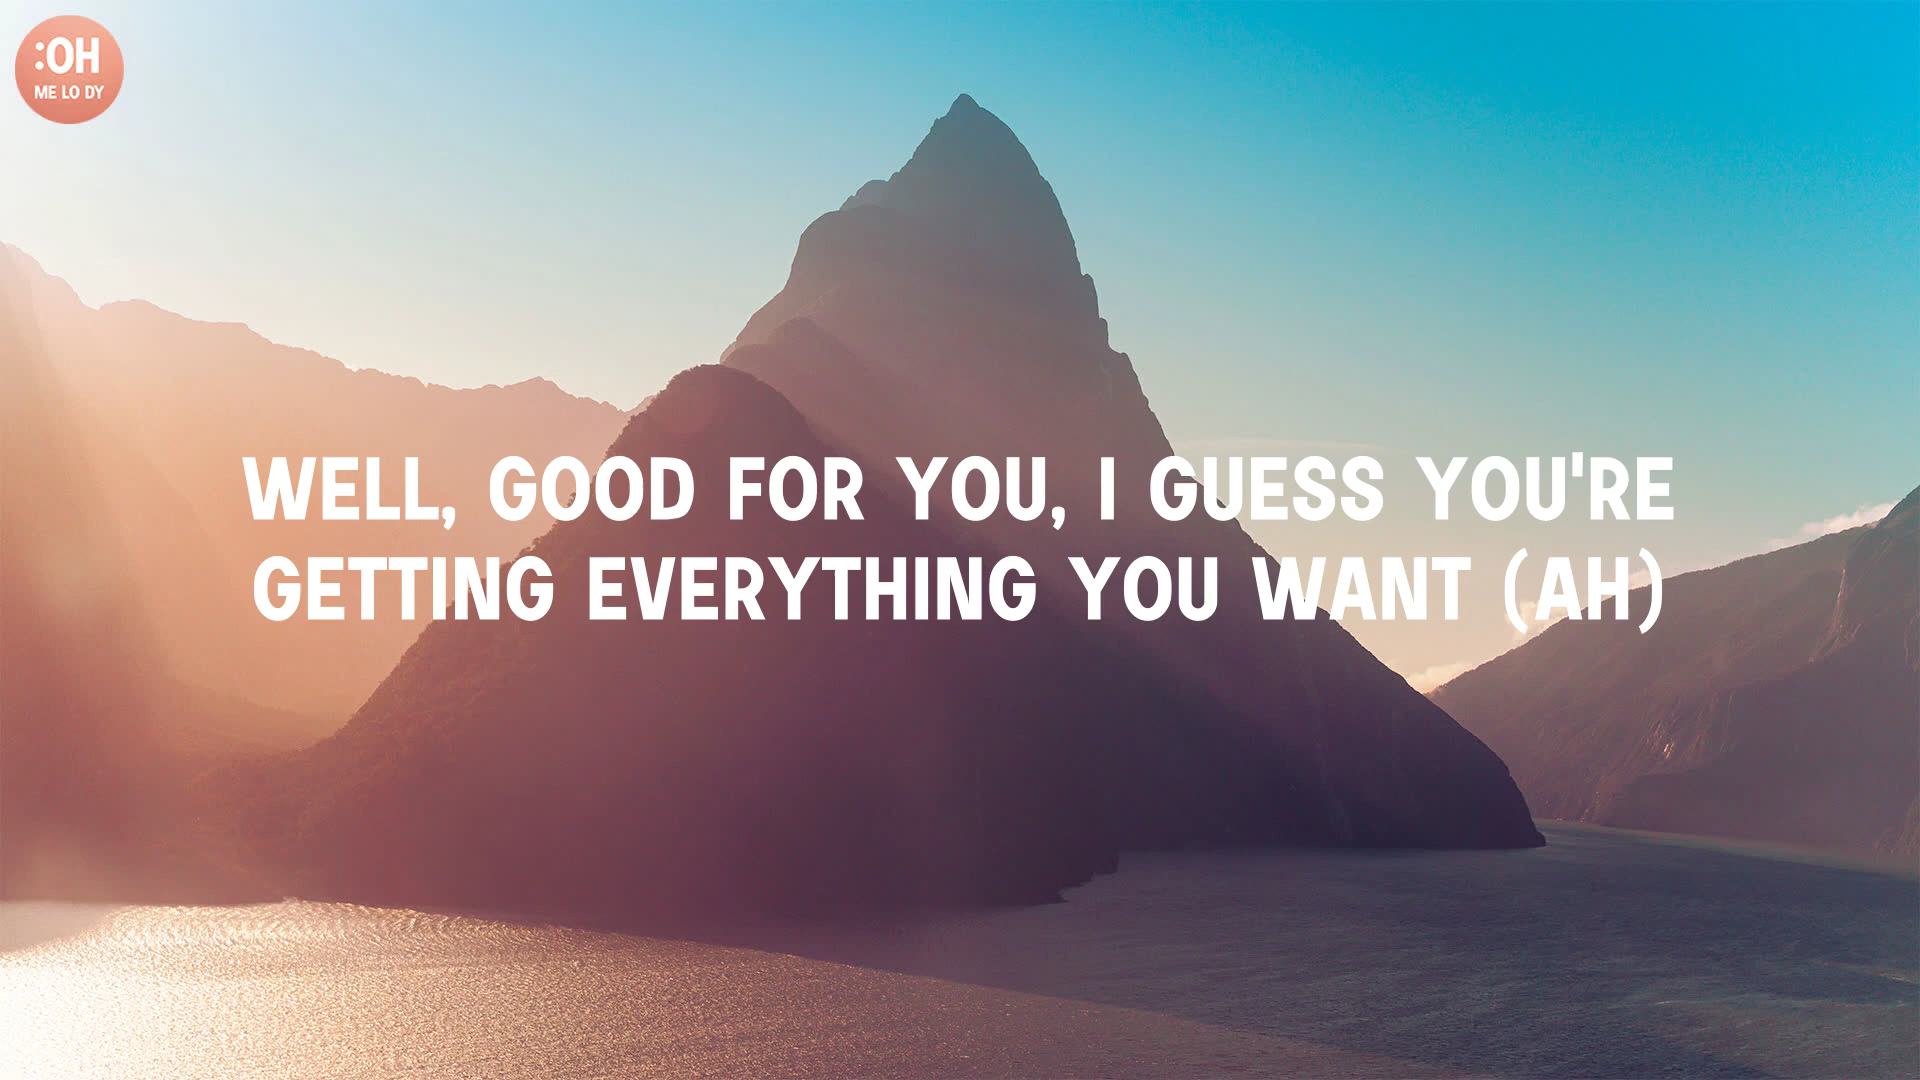 :OH
ME LO DY
WELL, GOOD FOR YOU, I GUESS YOU'RE
GETTING EVERYTHING YOU WANT (AH)